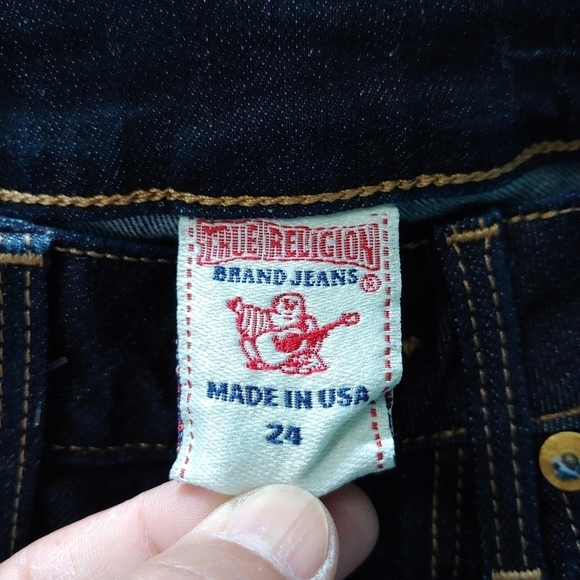 TRUE RELIGION
BRAND JEANS ®
MADE IN USA
24